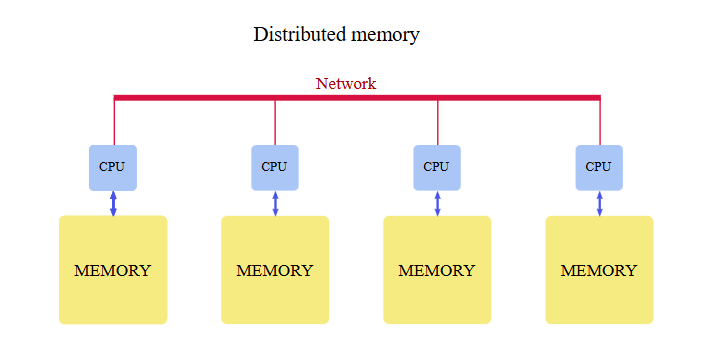 Distributed memory
Network
CPU CPU CPU CPU
MEMORY MEMORY MEMORY MEMORY